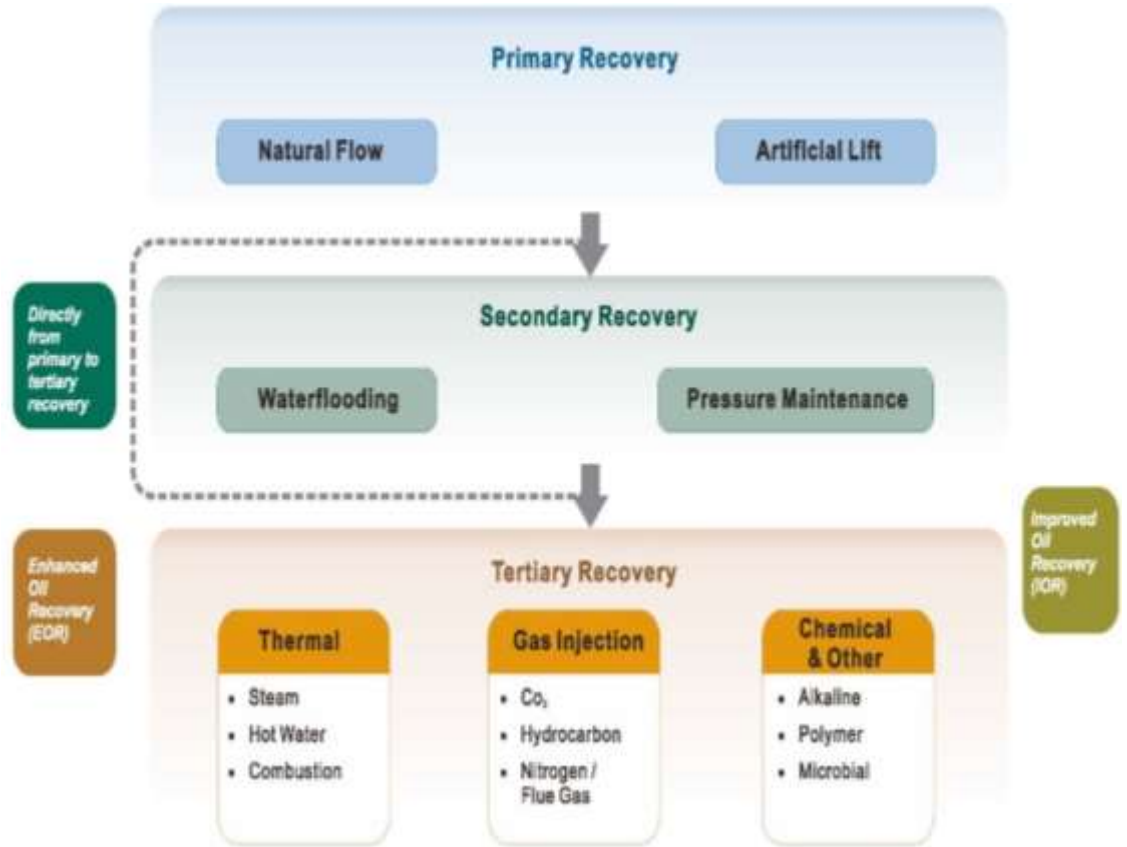 Primary Recovery
Natural Flow
Artificial Lift
Directly
from
primary to
tertiary
recovery
Secondary Recovery
Waterflooding
Pressure Maintenance
Enhanced
Oil
Recovery
(EOR)
Improved
Oil
Recovery
(IOR)
Tertiary Recovery
Thermal
• Steam
• Hot Water
• Combustion
Gas Injection
• Co₂
• Hydrocarbon
• Nitrogen /
Flue Gas
Chemical
& Other
• Alkaline
• Polymer
• Microbial